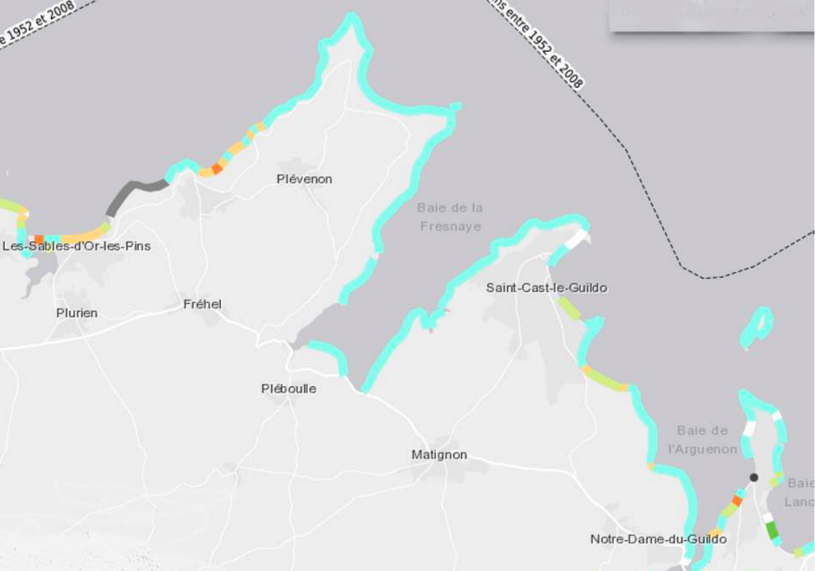 e 1952 et 2008
ns entre 1952 et 2008
Plévenon
Baie de la
Fresnaye
Les-Sables-d'Or-les-Pins
Saint-Cast-le-Guildo
Fréhel
Plurien
Pléboulle
Baie de
l'Arguenon
Matignon
Baie
Lanc
Notre-Dame-du-Guildo